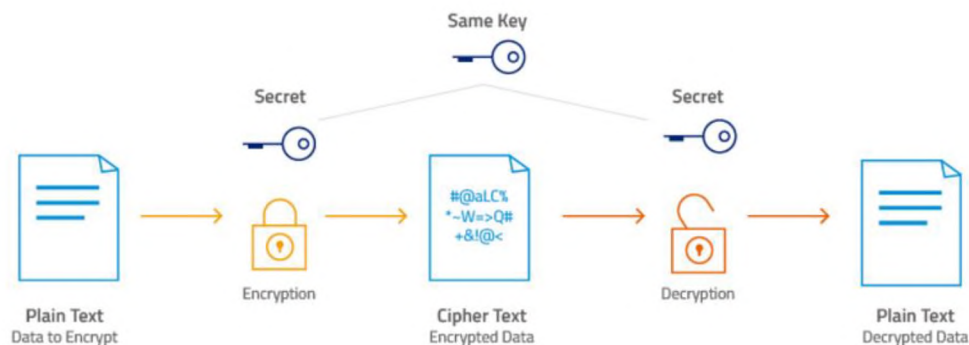 Same Key
Secret
Secret
#@aLC%
*~W=>Q#
+&!@<
Encryption
Decryption
Plain Text
Data to Encrypt
Cipher Text
Encrypted Data
Plain Text
Decrypted Data